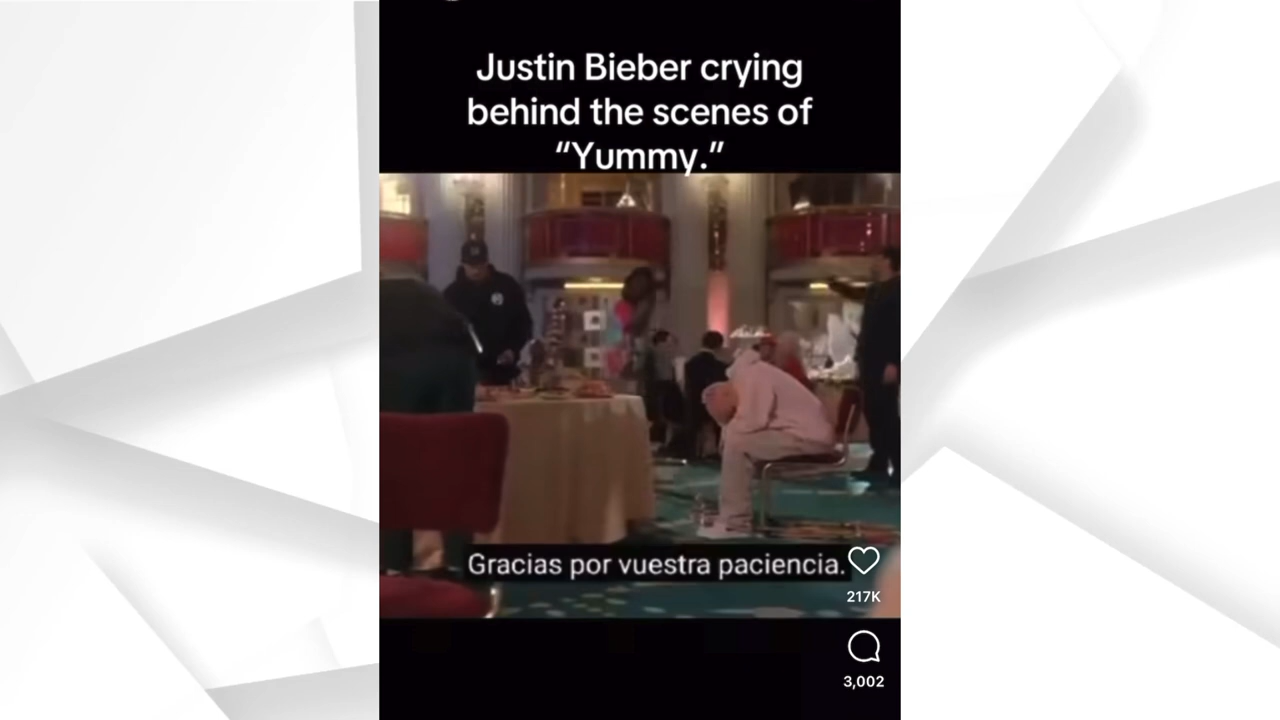 Justin Bieber crying
behind the scenes of
“Yummy.”
Gracias por vuestra paciencia.
217K
3,002